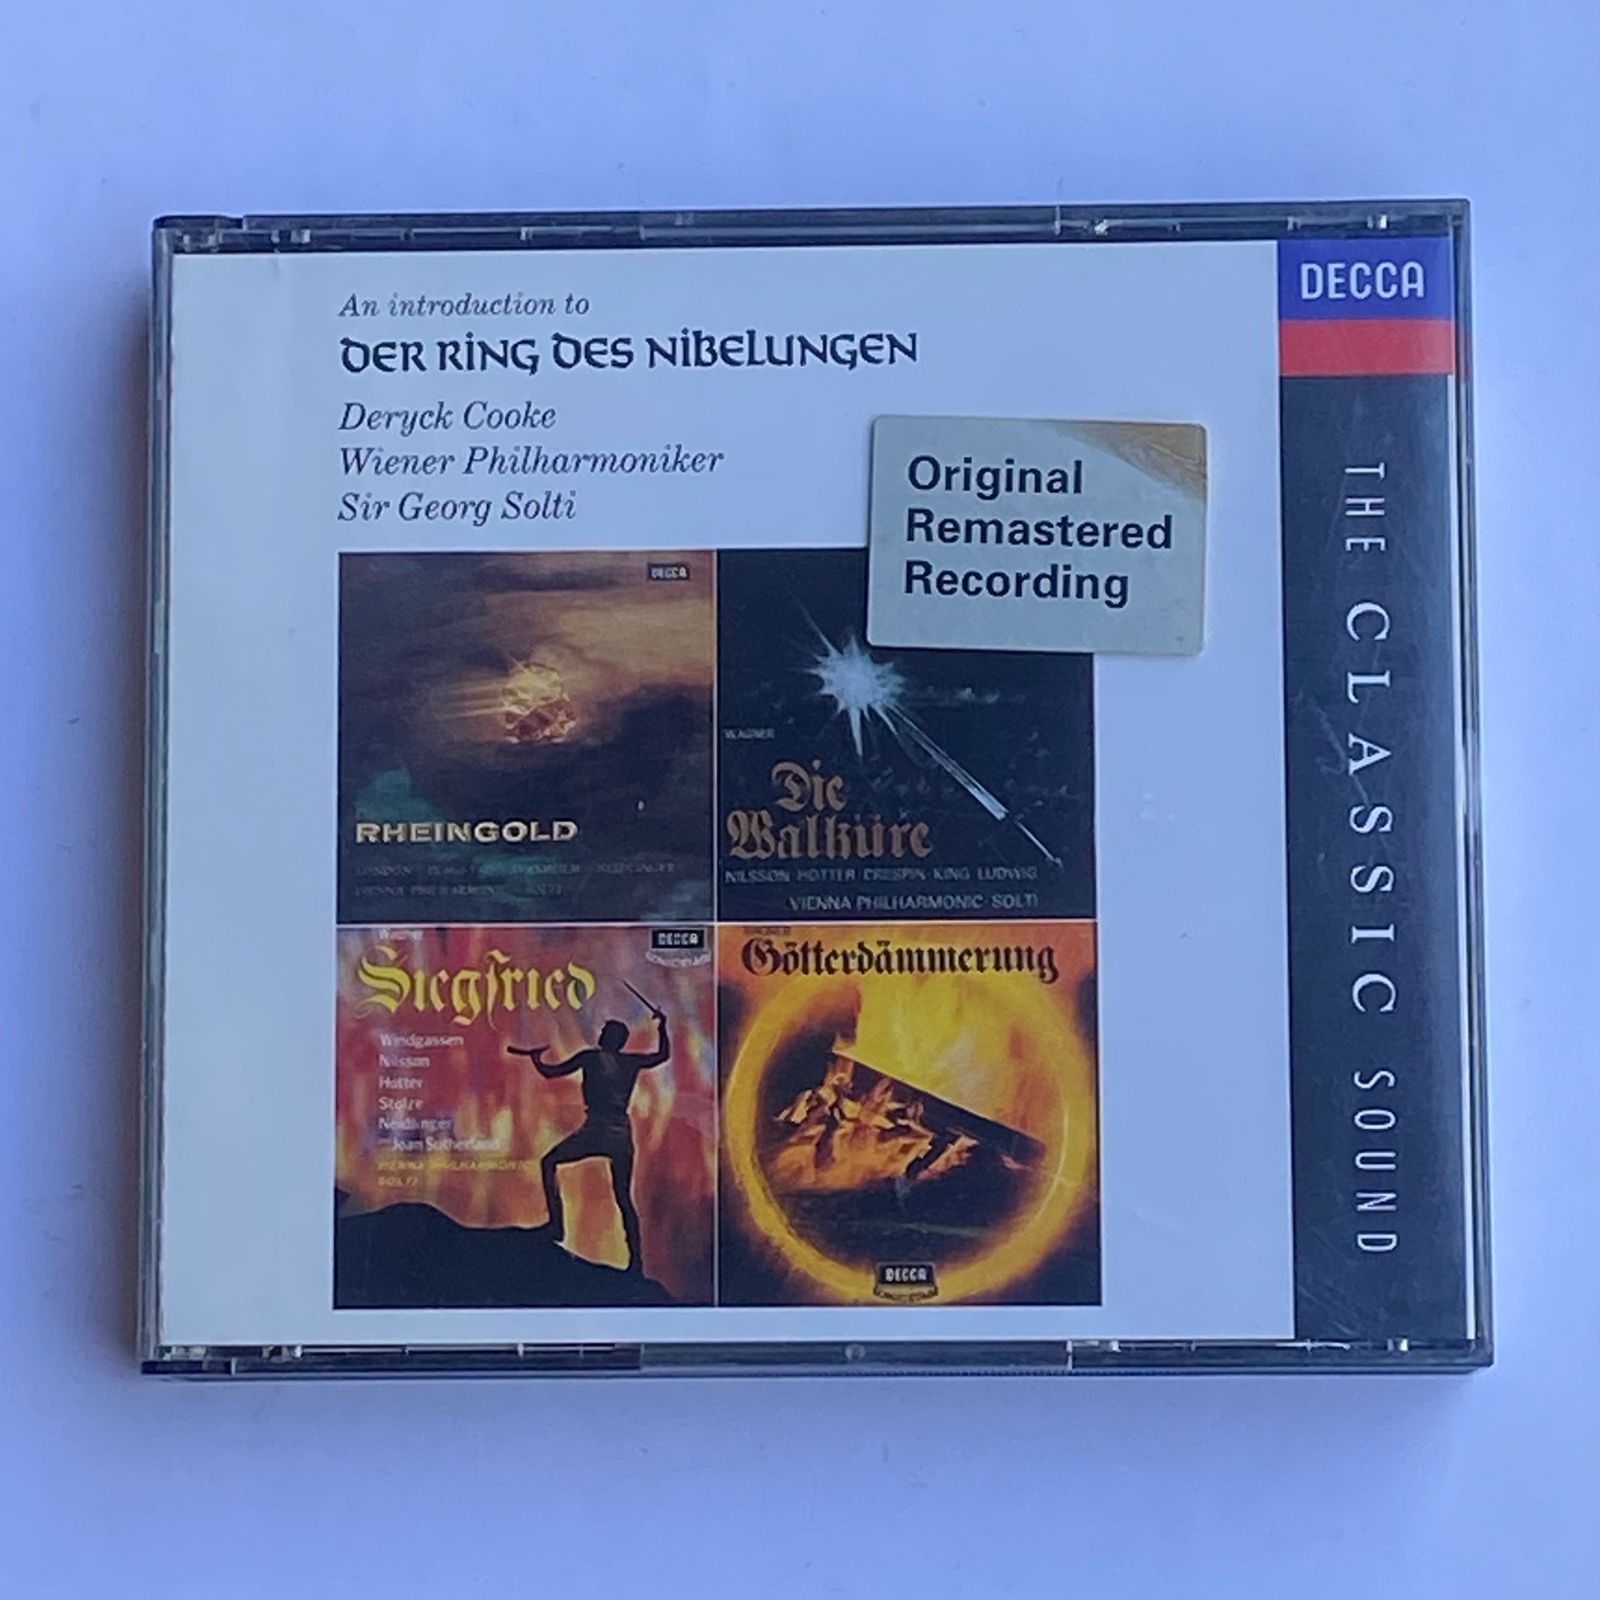 An introduction to
DER RING DES NIBELUNGEN
Deryck Cooke
Wiener Philharmoniker
Sir Georg Solti
Original
Remastered
Recording
DECCA
THE CLASSIC SOUND
DECCA
RHEINGOLD
WAGNER
Die
Walküre
NILSSON HOTTER CRESPIN KING LUDWIG
VIENNA PHILHARMONIC SOLTI
Wagner
DECCA
Siegfried
Windgassen
Nilsson
Hotter
Stolze
Neidlinger
Joan Sutherland
VIENNA PHILHARMONIC
SOLTI
Götterdämmerung
DECCA